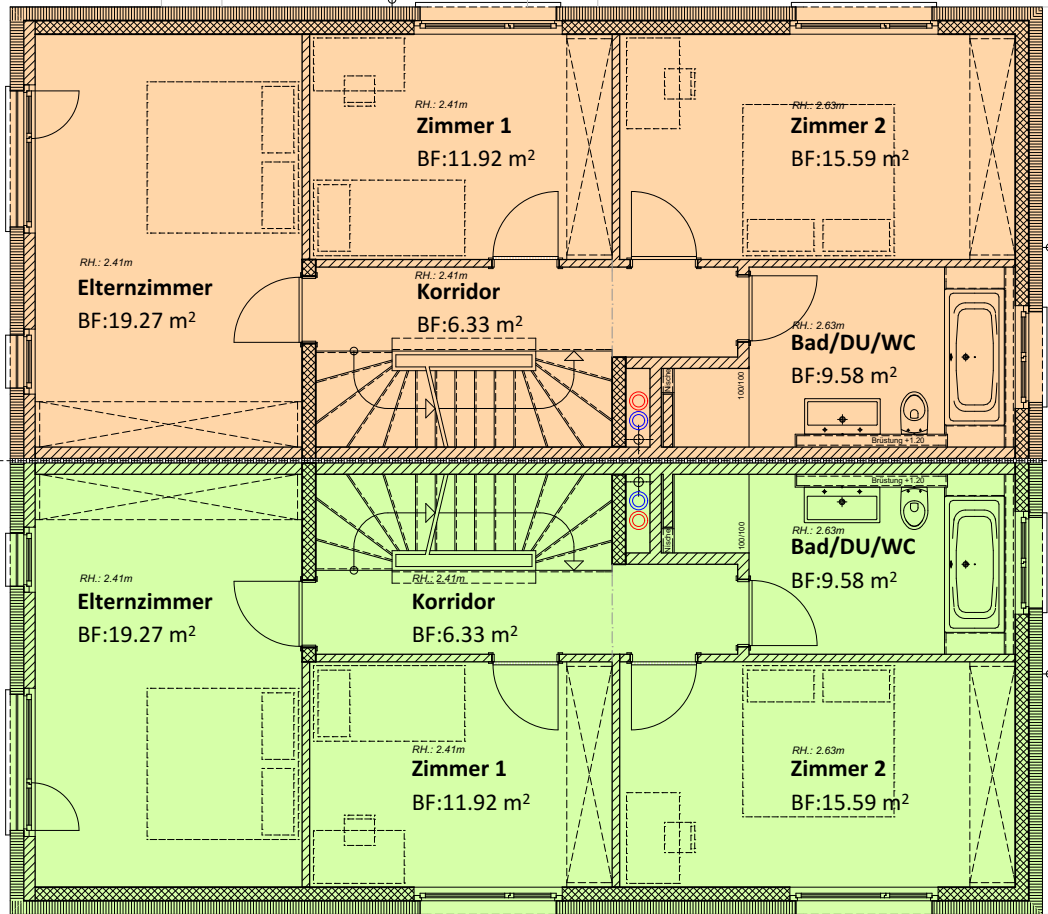 RH.: 2.41m
Zimmer 1
BF:11.92 m²
RH.: 2.63m
Zimmer 2
BF:15.59 m²
RH.: 2.41m
Elternzimmer
BF:19.27 m²
RH.: 2.41m
Korridor
BF:6.33 m²
RH.: 2.63m
Bad/DU/WC
BF:9.58 m²
Nische
100/100
Brüstung +1.20
Brüstung +1.20
Nische
100/100
RH.: 2.63m
Bad/DU/WC
BF:9.58 m²
RH.: 2.41m
Elternzimmer
BF:19.27 m²
RH.: 2.41m
Korridor
BF:6.33 m²
RH.: 2.41m
Zimmer 1
BF:11.92 m²
RH.: 2.63m
Zimmer 2
BF:15.59 m²